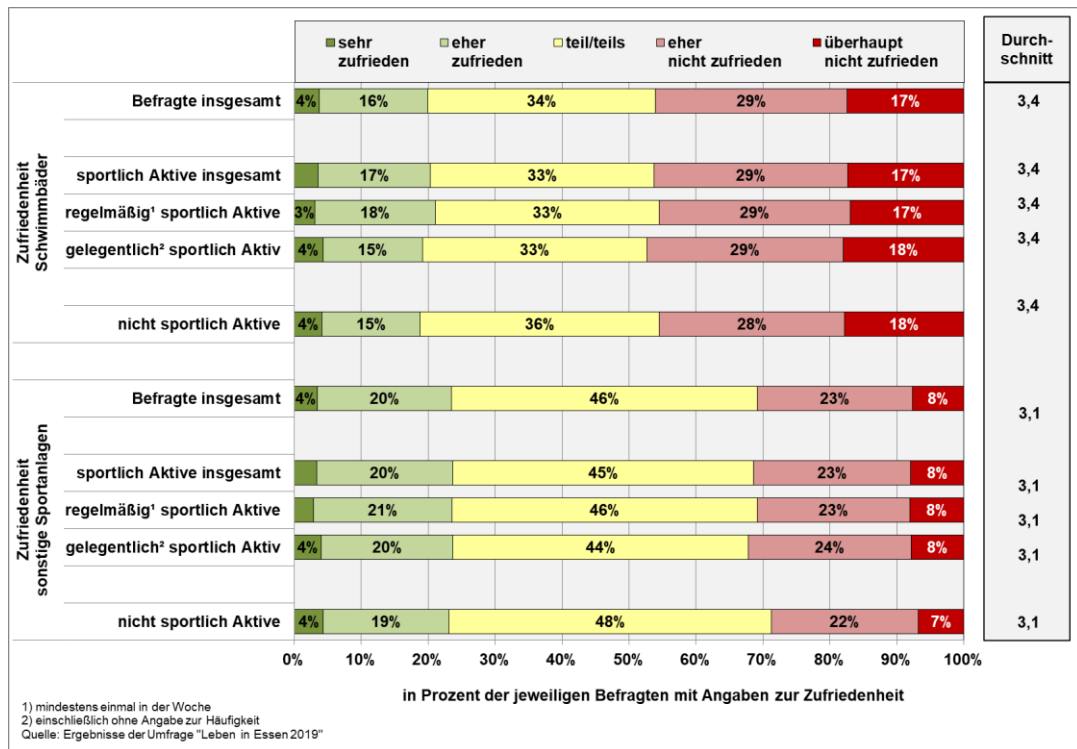 sehr zufrieden
eher zufrieden
teil/teils
eher nicht zufrieden
überhaupt nicht zufrieden
Durch-
schnitt
Zufriedenheit
Schwimmbäder
Befragte insgesamt 4% 16% 34% 29% 17% 3,4
sportlich Aktive insgesamt 17% 33% 29% 17% 3,4
regelmäßig¹ sportlich Aktive 3% 18% 33% 29% 17% 3,4
gelegentlich² sportlich Aktiv 4% 15% 33% 29% 18% 3,4
nicht sportlich Aktive 4% 15% 36% 28% 18% 3,4
Zufriedenheit
sonstige Sportanlagen
Befragte insgesamt 4% 20% 46% 23% 8% 3,1
sportlich Aktive insgesamt 20% 45% 23% 8% 3,1
regelmäßig¹ sportlich Aktive 21% 46% 23% 8% 3,1
gelegentlich² sportlich Aktiv 4% 20% 44% 24% 8% 3,1
nicht sportlich Aktive 4% 19% 48% 22% 7% 3,1
0% 10% 20% 30% 40% 50% 60% 70% 80% 90% 100%
in Prozent der jeweiligen Befragten mit Angaben zur Zufriedenheit
1) mindestens einmal in der Woche
2) einschließlich ohne Angabe zur Häufigkeit
Quelle: Ergebnisse der Umfrage "Leben in Essen 2019"